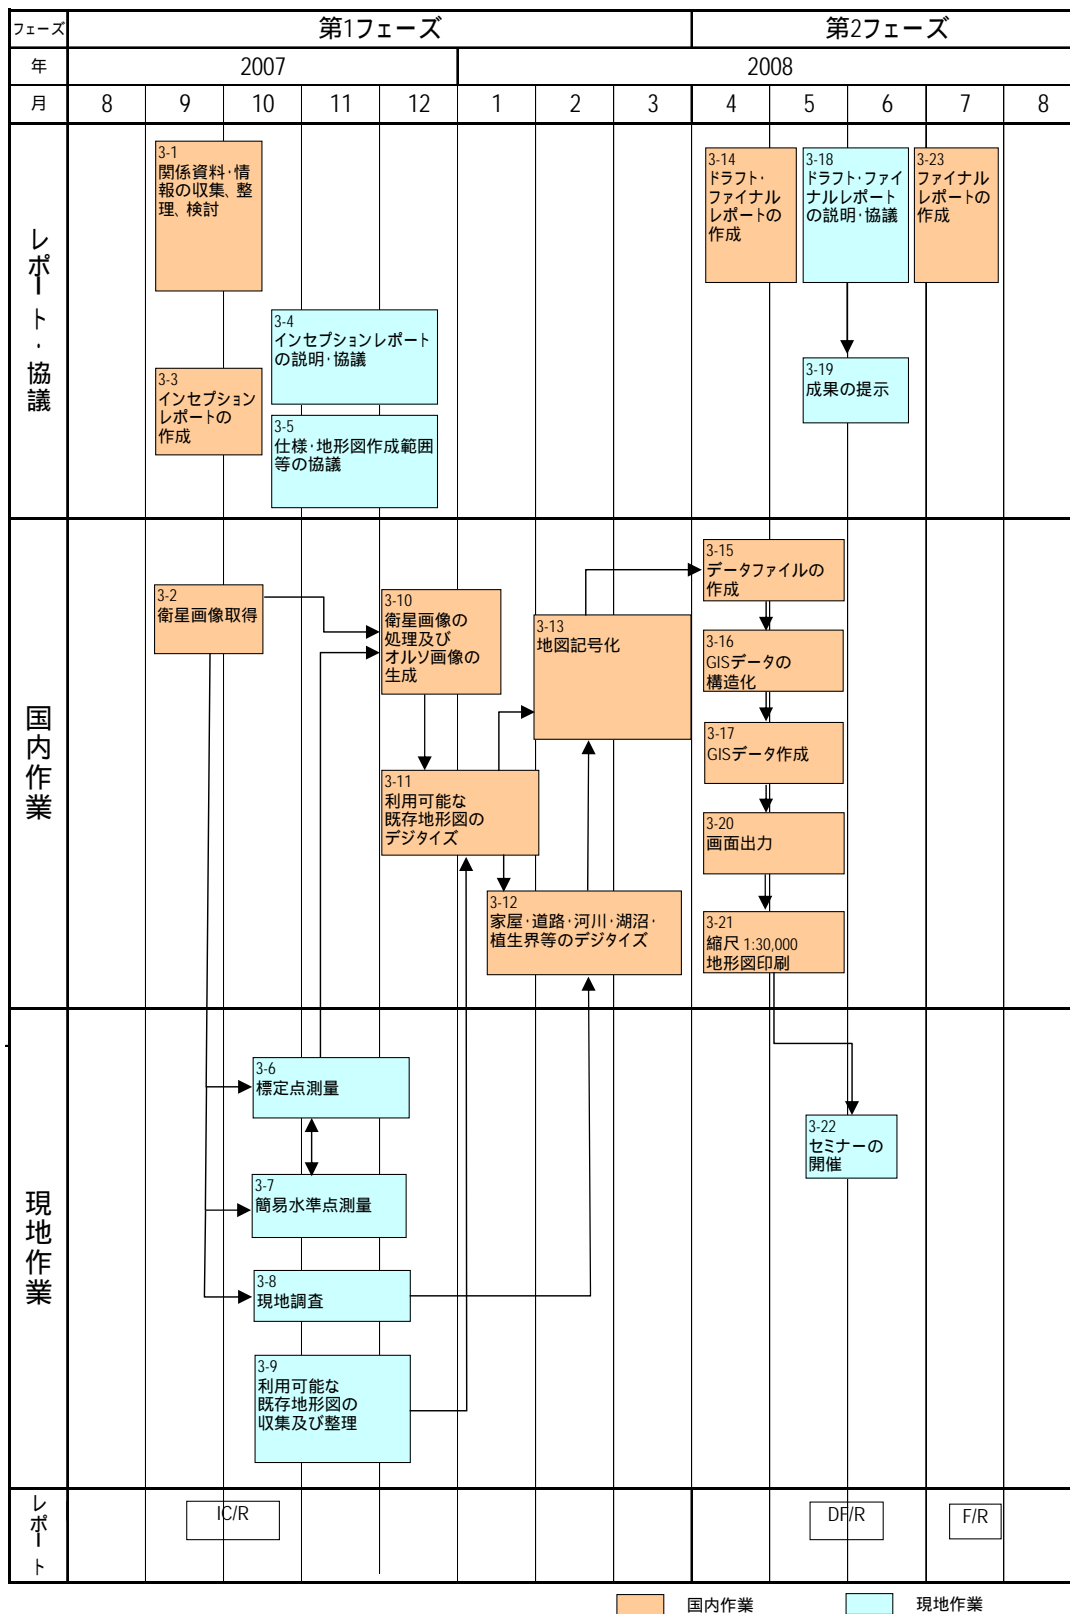 フェーズ
第1フェーズ
第2フェーズ
年
2007
2008
月
8
9
10
11
12
1
2
3
4
5
6
7
8
レポート・協議
3-1
関係資料・情
報の収集、整
理、検討
3-3
インセプション
レポートの
作成
3-4
インセプションレポート
の説明・協議
3-5
仕様・地形図作成範囲
等の協議
3-14
ドラフト・
ファイナル
レポートの
作成
3-18
ドラフト・ファイ
ナルレポート
の説明・協議
3-23
ファイナル
レポートの
作成
3-19
成果の提示
国内作業
3-2
衛星画像取得
3-10
衛星画像の
処理及び
オルソ画像の
生成
3-11
利用可能な
既存地形図の
デジタイズ
3-12
家屋・道路・河川・湖沼・
植生界等のデジタイズ
3-13
地図記号化
3-15
データファイルの
作成
3-16
GISデータの
構造化
3-17
GISデータ作成
3-20
画面出力
3-21
縮尺 1:30,000
地形図印刷
現地作業
3-6
標定点測量
3-7
簡易水準点測量
3-8
現地調査
3-9
利用可能な
既存地形図の
収集及び整理
3-22
セミナーの
開催
レポート
IC/R
DF/R
F/R
国内作業
現地作業